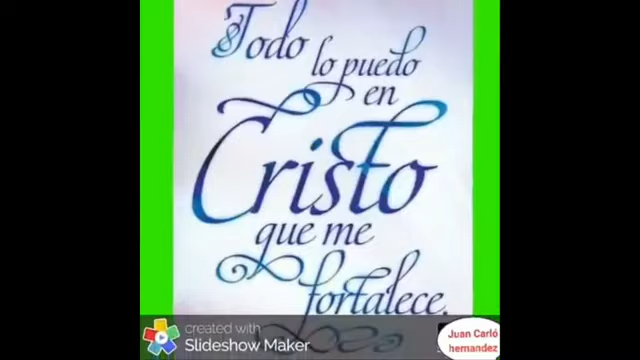 Todo
lo puedo
en
Cristo
que me
fortalece.
created with
Slideshow Maker
Juan Carló
hernandez